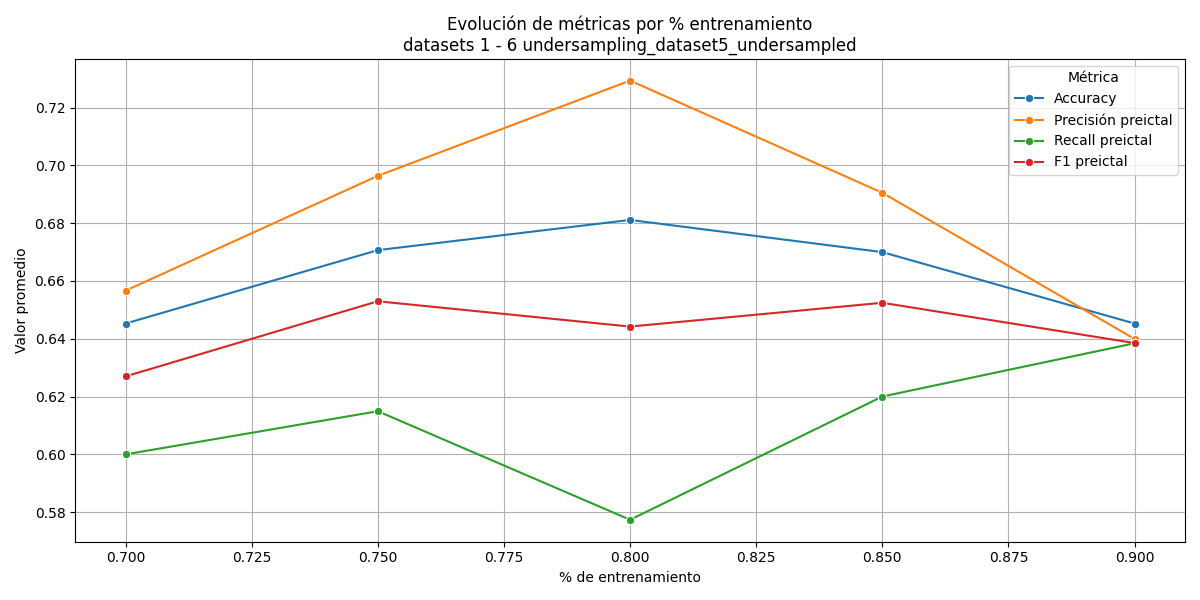 Evolución de métricas por % entrenamiento
datasets 1 - 6 undersampling_dataset5_undersampled
Métrica
Accuracy
Precisión preictal
Recall preictal
F1 preictal
Valor promedio
0.72
0.70
0.68
0.66
0.64
0.62
0.60
0.58
0.700 0.725 0.750 0.775 0.800 0.825 0.850 0.875 0.900
% de entrenamiento